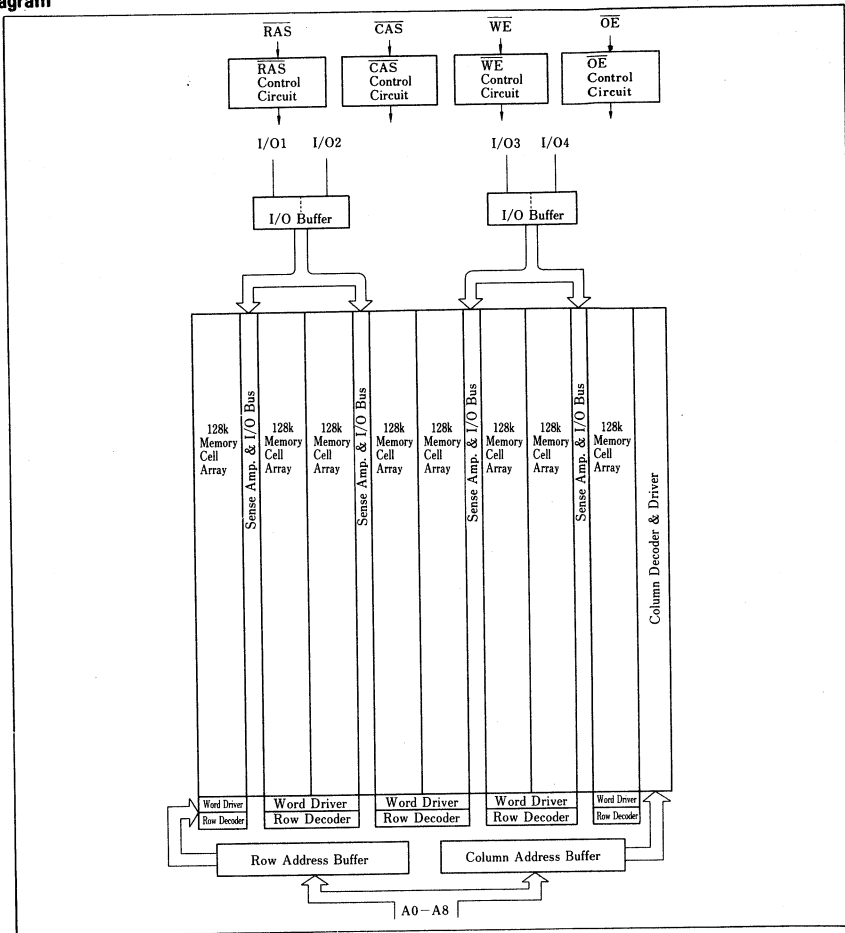 agram
RAS CAS WE OE
RAS
Control
Circuit
CAS
Control
Circuit
WE
Control
Circuit
OE
Control
Circuit
I/O1 I/O2 I/O3 I/O4
I/O Buffer
I/O Buffer
128k
Memory
Cell
Array
Sense Amp. & I/O Bus
128k
Memory
Cell
Array
128k
Memory
Cell
Array
Sense Amp. & I/O Bus
128k
Memory
Cell
Array
128k
Memory
Cell
Array
Sense Amp. & I/O Bus
128k
Memory
Cell
Array
128k
Memory
Cell
Array
Sense Amp. & I/O Bus
128k
Memory
Cell
Array
Column Decoder & Driver
Word Driver
Row Decoder
Word Driver
Row Decoder
Word Driver
Row Decoder
Word Driver
Row Decoder
Word Driver
Row Decoder
Row Address Buffer
Column Address Buffer
A0-A8